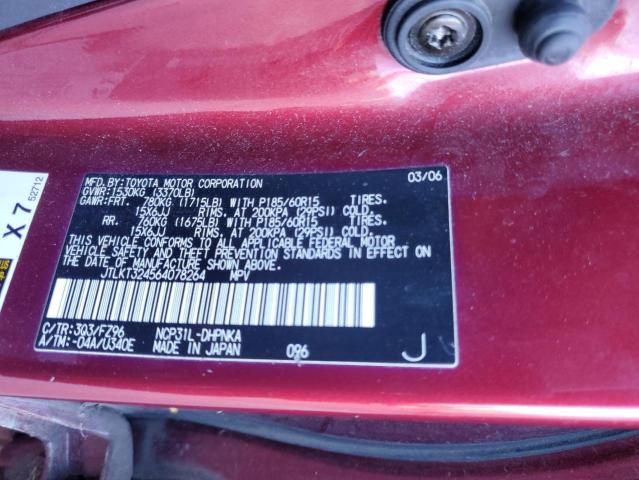 MFD. BY: TOYOTA MOTOR CORPORATION 03/06
GVWR: 1530KG (3370LB)
GAWR: FRT. 780KG (1715LB) WITH P185/60R15 TIRES.
15X6JJ RIMS. AT 200KPA (29PSI) COLD
RR. 760KG (1675LB) WITH P185/60R15 TIRES.
15X6JJ RIMS. AT 200KPA (29PSI) COLD
THIS VEHICLE CONFORMS TO ALL APPLICABLE FEDERAL MOTOR
VEHICLE SAFETY AND THEFT PREVENTION STANDARDS IN EFFECT ON
THE DATE OF MANUFACTURE SHOWN ABOVE.
JTLKT324564078264 MPV
C/TR: 3Q3/FZ96 NCP31L-DHPNKA
A/TM: -04A/U340E MADE IN JAPAN 096 J
X 7
52712